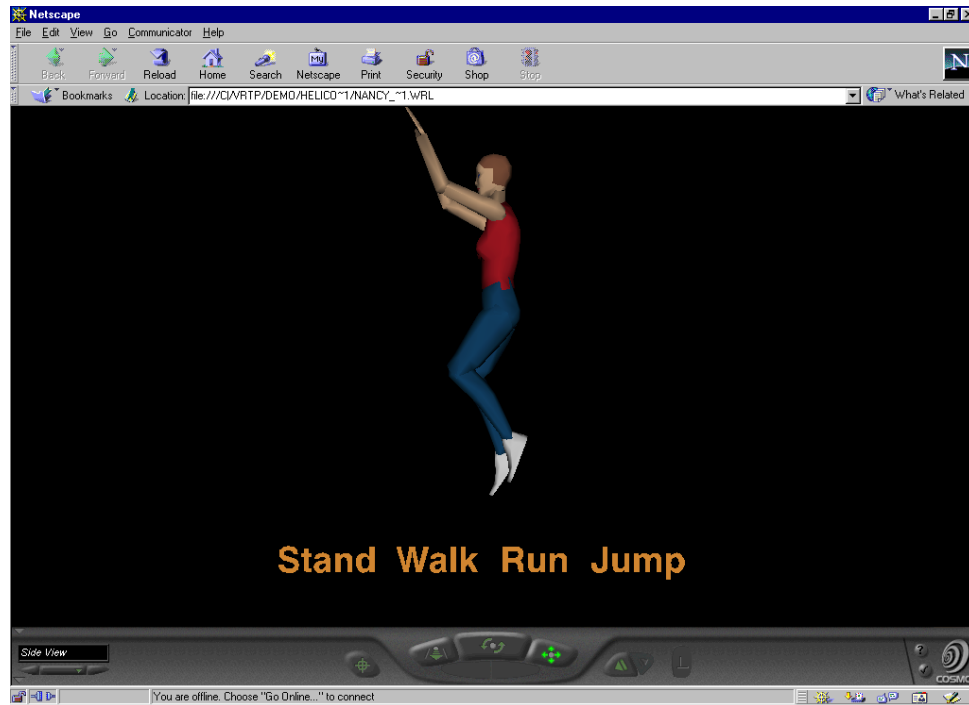 Netscape
File Edit View Go Communicator Help
My
Back Forward Reload Home Search Netscape Print Security Shop Stop
N
Bookmarks Location: file:///C|/VRTP/DEMO/HELICO~1/NANCY_~1.WRL What's Related
Stand Walk Run Jump
Side View
?
COSMO
You are offline. Choose "Go Online..." to connect